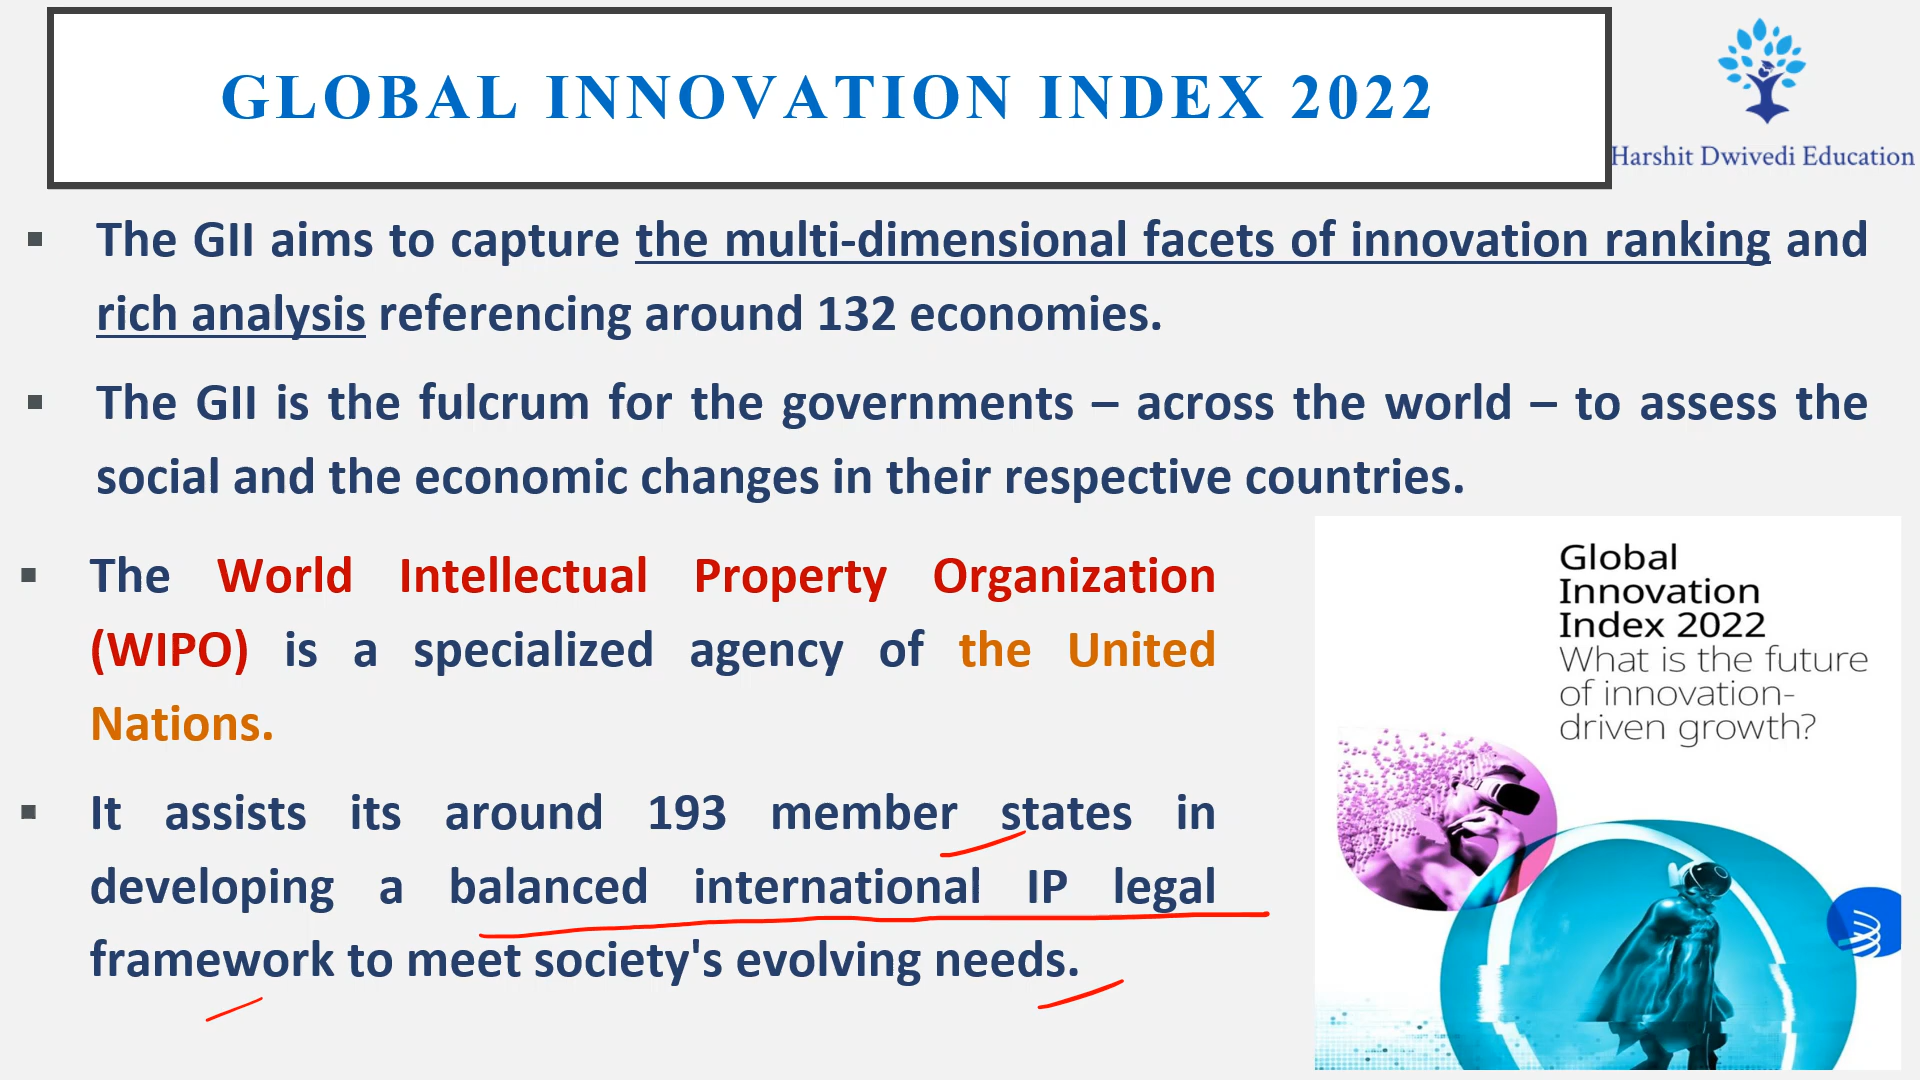 GLOBAL INNOVATION INDEX 2022
Harshit Dwivedi Education
▪ The GII aims to capture the multi-dimensional facets of innovation ranking and
rich analysis referencing around 132 economies.
▪ The GII is the fulcrum for the governments – across the world – to assess the
social and the economic changes in their respective countries.
▪ The World Intellectual Property Organization
(WIPO) is a specialized agency of the United
Nations.
▪ It assists its around 193 member states in
developing a balanced international IP legal
framework to meet society's evolving needs.
Global
Innovation
Index 2022
What is the future
of innovation-
driven growth?